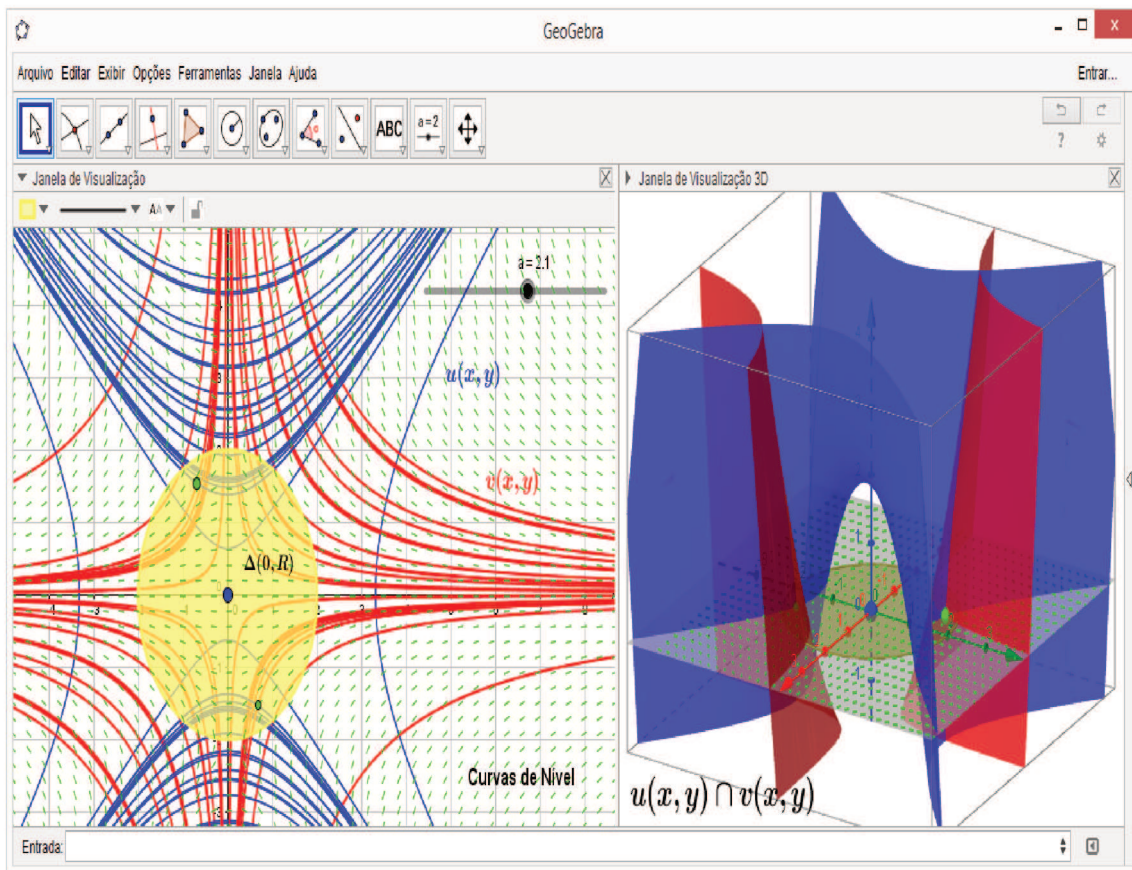 GeoGebra
Arquivo Editar Exibir Opções Ferramentas Janela Ajuda Entrar...
ABC a=2
Janela de Visualização
AA
a = 2.1
u(x, y)
v(x, y)
Δ(0, R)
Curvas de Nível
Janela de Visualização 3D
u(x, y) ∩ v(x, y)
Entrada: